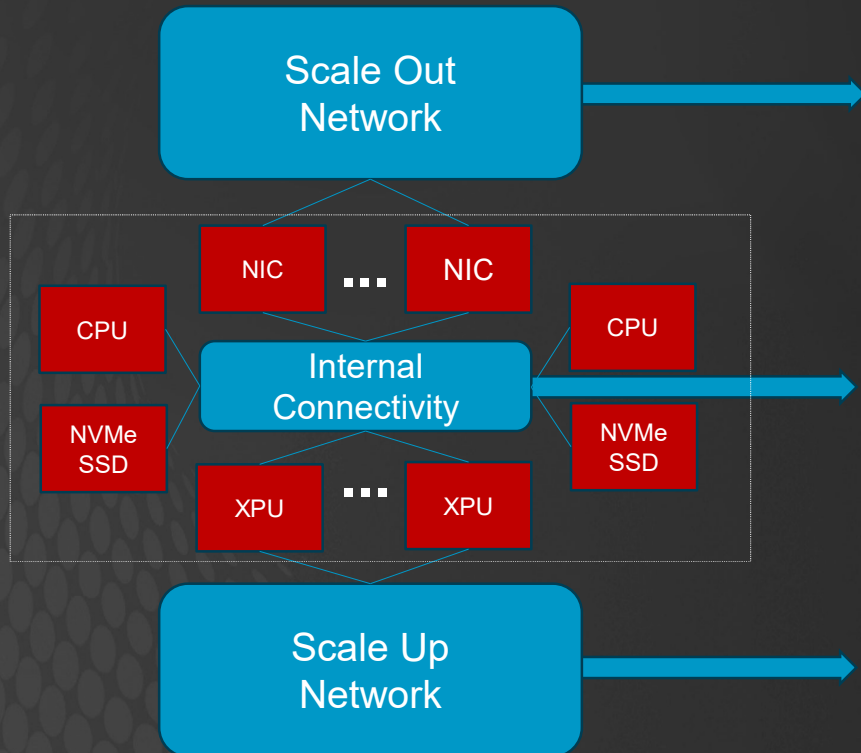 Scale Out
Network
NIC
...
NIC
CPU
CPU
Internal
Connectivity
NVMe
SSD
NVMe
SSD
XPU
...
XPU
Scale Up
Network